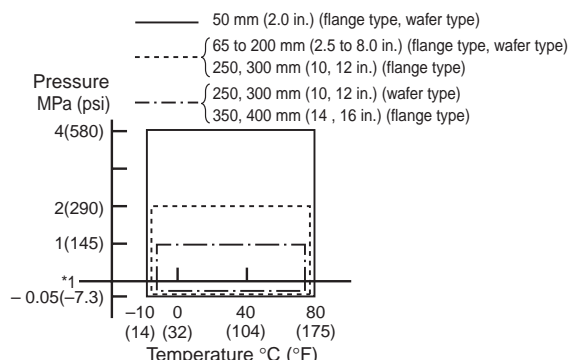 50 mm (2.0 in.) (flange type, wafer type)
65 to 200 mm (2.5 to 8.0 in.) (flange type, wafer type)
250, 300 mm (10, 12 in.) (flange type)
250, 300 mm (10, 12 in.) (wafer type)
350, 400 mm (14 , 16 in.) (flange type)
Pressure
MPa (psi)
4(580)
2(290)
1(145)
*1
– 0.05(–7.3)
–10 0 40 80
(14) (32) (104) (175)
Temperature °C (°F)